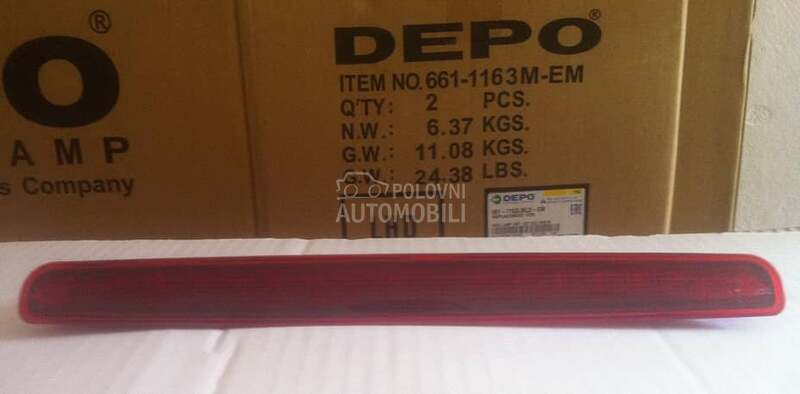 ®
O
AMP
s Company
DEPO®
ITEM NO. 661-1163M-EM
Q'TY: 2 PCS.
N.W.: 6.37 KGS.
G.W.: 11.08 KGS.
G.W.: 24.38 LBS.
POLOVNI
AUTOMOBILI
LHD
DEPO